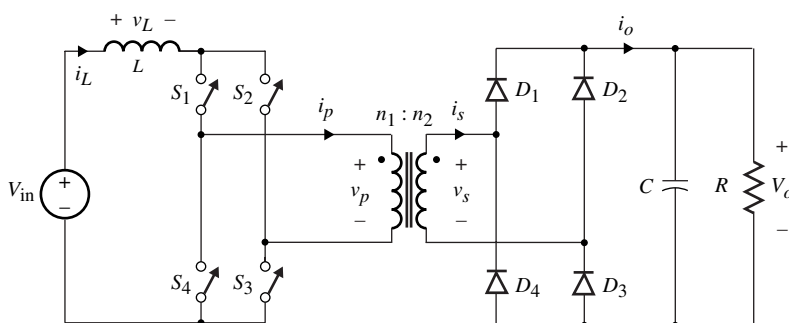 + v_L −
i_L
L
S_1
S_2
i_p
n_1 : n_2
i_s
D_1
D_2
i_o
V_in
+
−
+
v_p
−
+
v_s
−
C
R
+
V_o
−
S_4
S_3
D_4
D_3